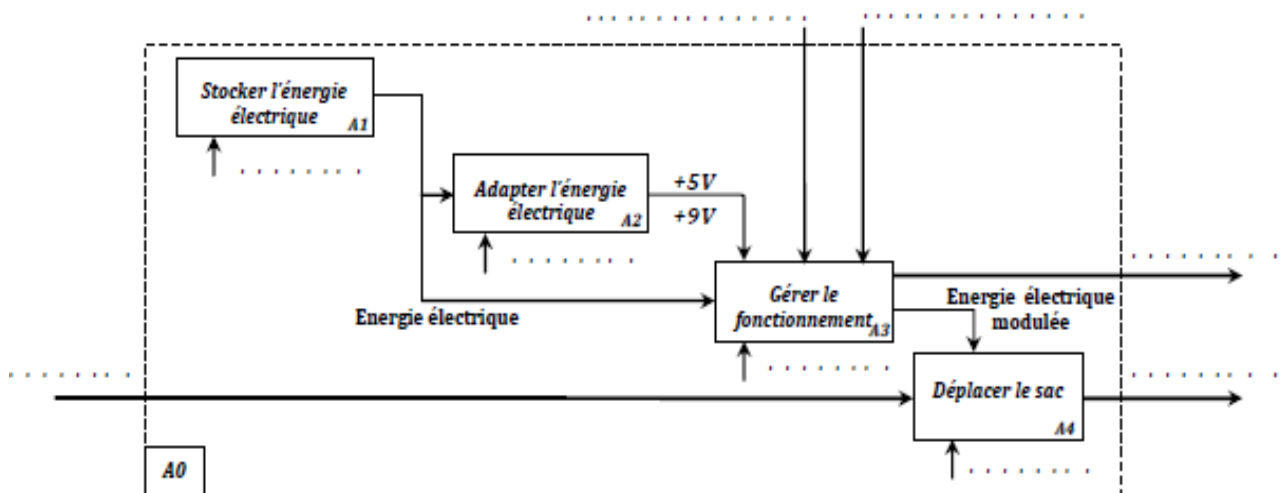 Stocker l'énergie
électrique
A1
Adapter l'énergie
électrique
A2
+5V
+9V
Gérer le
fonctionnement
A3
Energie électrique
Energie électrique
modulée
Déplacer le sac
A4
A0